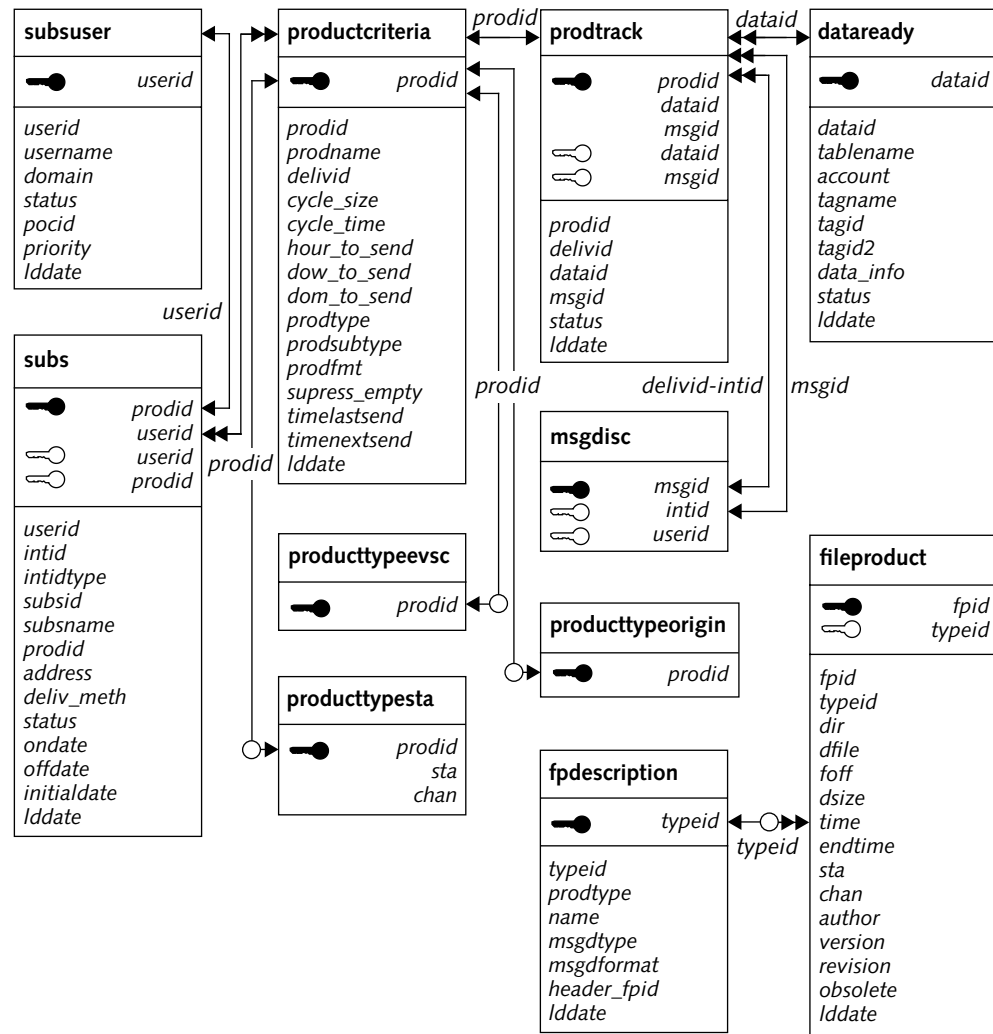 subsuser
userid
userid
username
domain
status
pocid
priority
lddate
userid
subs
prodid
userid
userid
prodid
userid
intid
intidtype
subsid
subsname
prodid
address
deliv_meth
status
ondate
offdate
initialdate
lddate
productcriteria
prodid
prodid
prodname
delivid
cycle_size
cycle_time
hour_to_send
dow_to_send
dom_to_send
prodtype
prodsubtype
prodfmt
supress_empty
timelastsend
timenextsend
lddate
prodid
producttypeevsc
prodid
producttypesta
prodid
sta
chan
prodid
prodid
prodtrack
prodid
dataid
msgid
dataid
msgid
prodid
delivid
dataid
msgid
status
lddate
delivid-intid
msgid
msgdisc
msgid
intid
userid
producttypeorigin
prodid
fpdescription
typeid
typeid
prodtype
name
msgdtype
msgdformat
header_fpid
lddate
typeid
dataid
dataready
dataid
dataid
tablename
account
tagname
tagid
tagid2
data_info
status
lddate
fileproduct
fpid
typeid
fpid
typeid
dir
dfile
foff
dsize
time
endtime
sta
chan
author
version
revision
obsolete
lddate